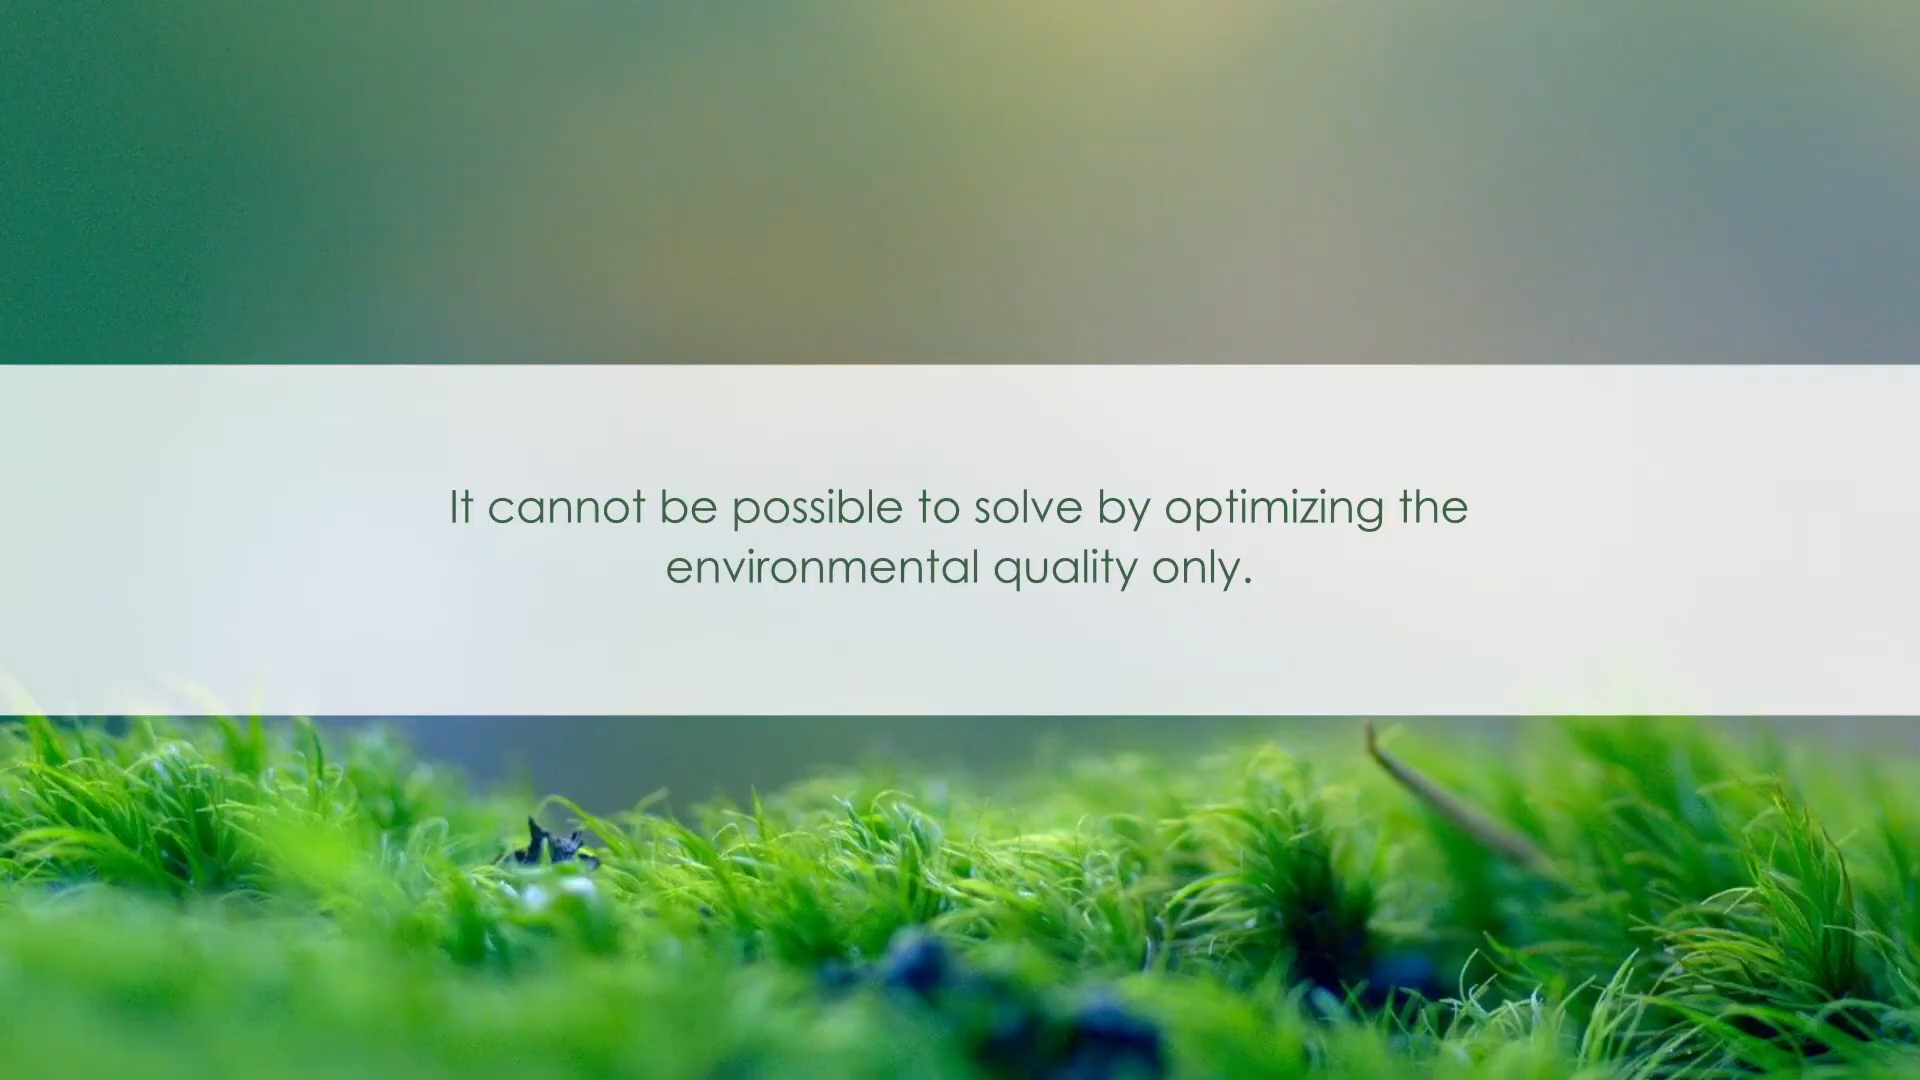 It cannot be possible to solve by optimizing the
environmental quality only.